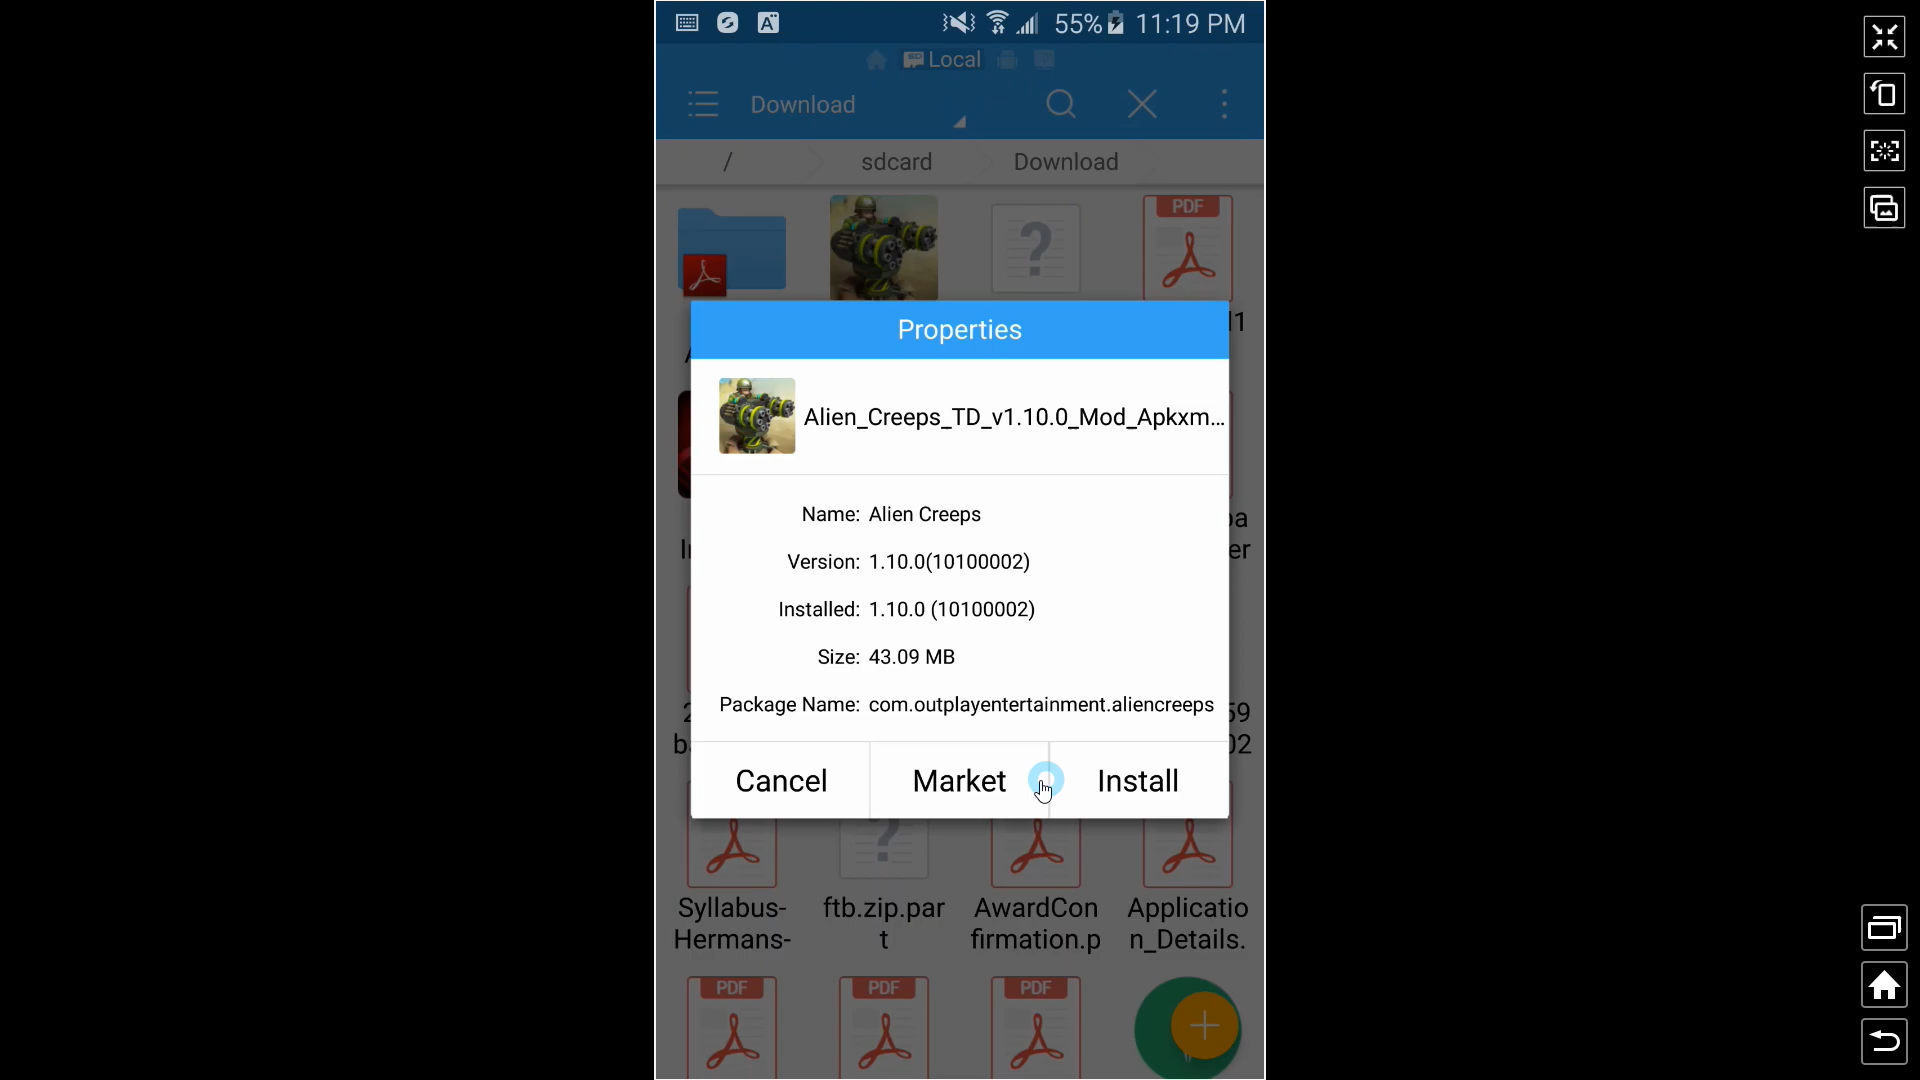 55% 11:19 PM
Local
Download
/ sdcard Download
PDF
Properties
Alien_Creeps_TD_v1.10.0_Mod_Apkxm...
Name: Alien Creeps
Version: 1.10.0(10100002)
Installed: 1.10.0 (10100002)
Size: 43.09 MB
Package Name: com.outplayentertainment.aliencreeps
Cancel Market Install
Syllabus-
Hermans-
ftb.zip.par
t
AwardCon
firmation.p
Applicatio
n_Details.
PDF PDF PDF